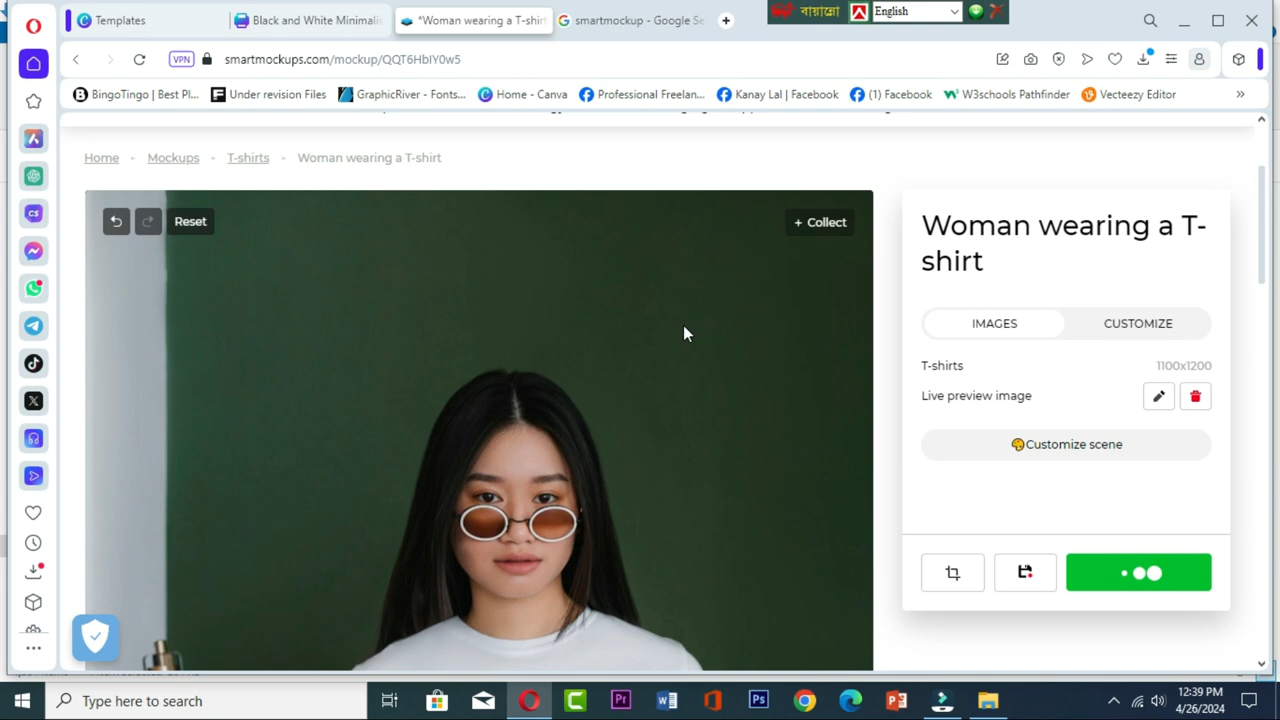 Templates
Black and White Minimalis
*Woman wearing a T-shirt
smartmockup - Google Se
বায়ান্নো
English
VPN
smartmockups.com/mockup/QQT6HbIY0w5
BingoTingo | Best Pl...
Under revision Files
GraphicRiver - Fonts...
Home - Canva
Professional Freelan...
Kanay Lal | Facebook
(1) Facebook
W3schools Pathfinder
Vecteezy Editor
Home
Mockups
T-shirts
Woman wearing a T-shirt
Reset
+ Collect
Woman wearing a T-
shirt
IMAGES
CUSTOMIZE
T-shirts
1100x1200
Live preview image
Customize scene
Type here to search
12:39 PM
4/26/2024